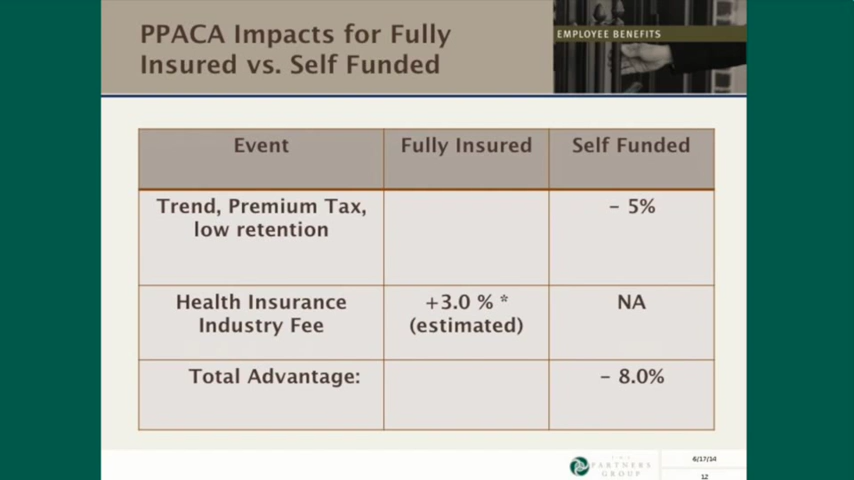 PPACA Impacts for Fully
Insured vs. Self Funded
EMPLOYEE BENEFITS
Event
Fully Insured
Self Funded
Trend, Premium Tax,
low retention
- 5%
Health Insurance
Industry Fee
+3.0 % *
(estimated)
NA
Total Advantage:
- 8.0%
THE
PARTNERS
GROUP
6/17/14
12